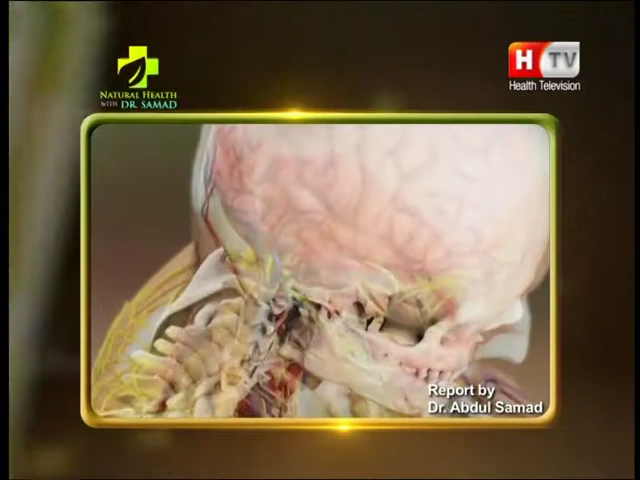 NATURAL HEALTH
WITH DR. SAMAD
H TV
Health Television
Report by
Dr. Abdul Samad